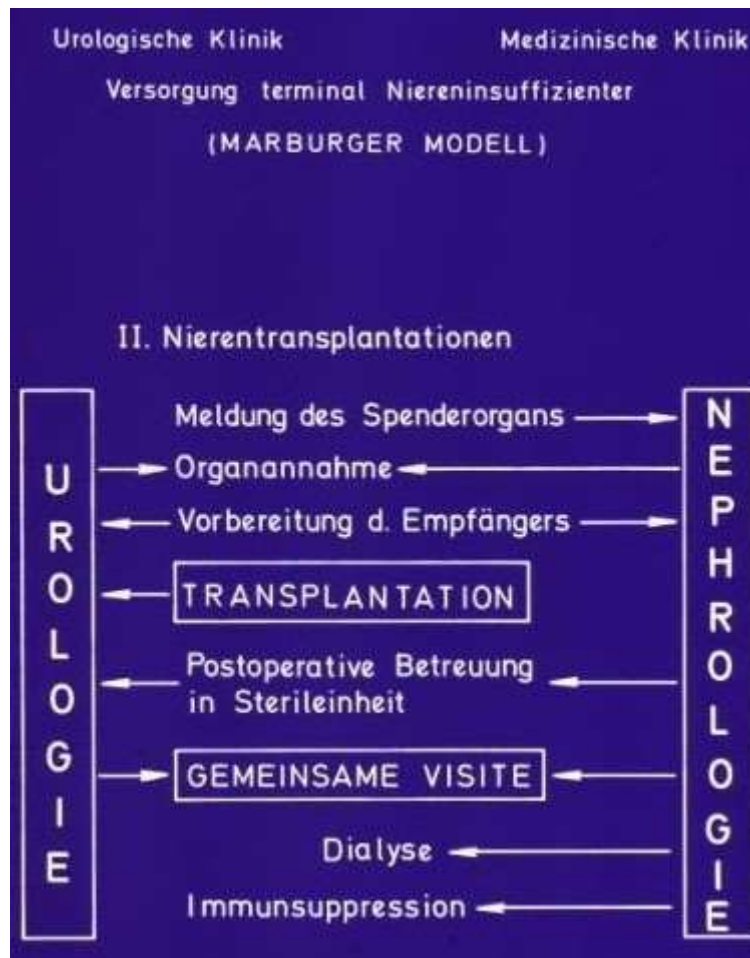 Urologische Klinik Medizinische Klinik
Versorgung terminal Niereninsuffizienter
(MARBURGER MODELL)
II. Nierentransplantationen
Meldung des Spenderorgans
Organannahme
Vorbereitung d. Empfängers
TRANSPLANTATION
Postoperative Betreuung
in Sterileinheit
GEMEINSAME VISITE
Dialyse
Immunsuppression
UROLOGIE
NEPHROLOGIE